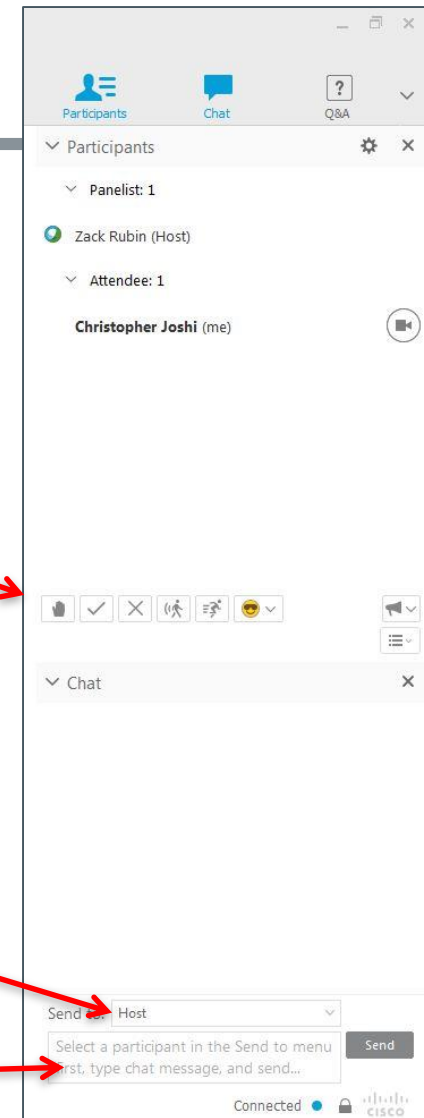 Participants Chat ? Q&A
Participants
Panelist: 1
Zack Rubin (Host)
Attendee: 1
Christopher Joshi (me)
Chat
Send to: Host
Select a participant in the Send to menu
first, type chat message, and send...
Send
Connected
CISCO